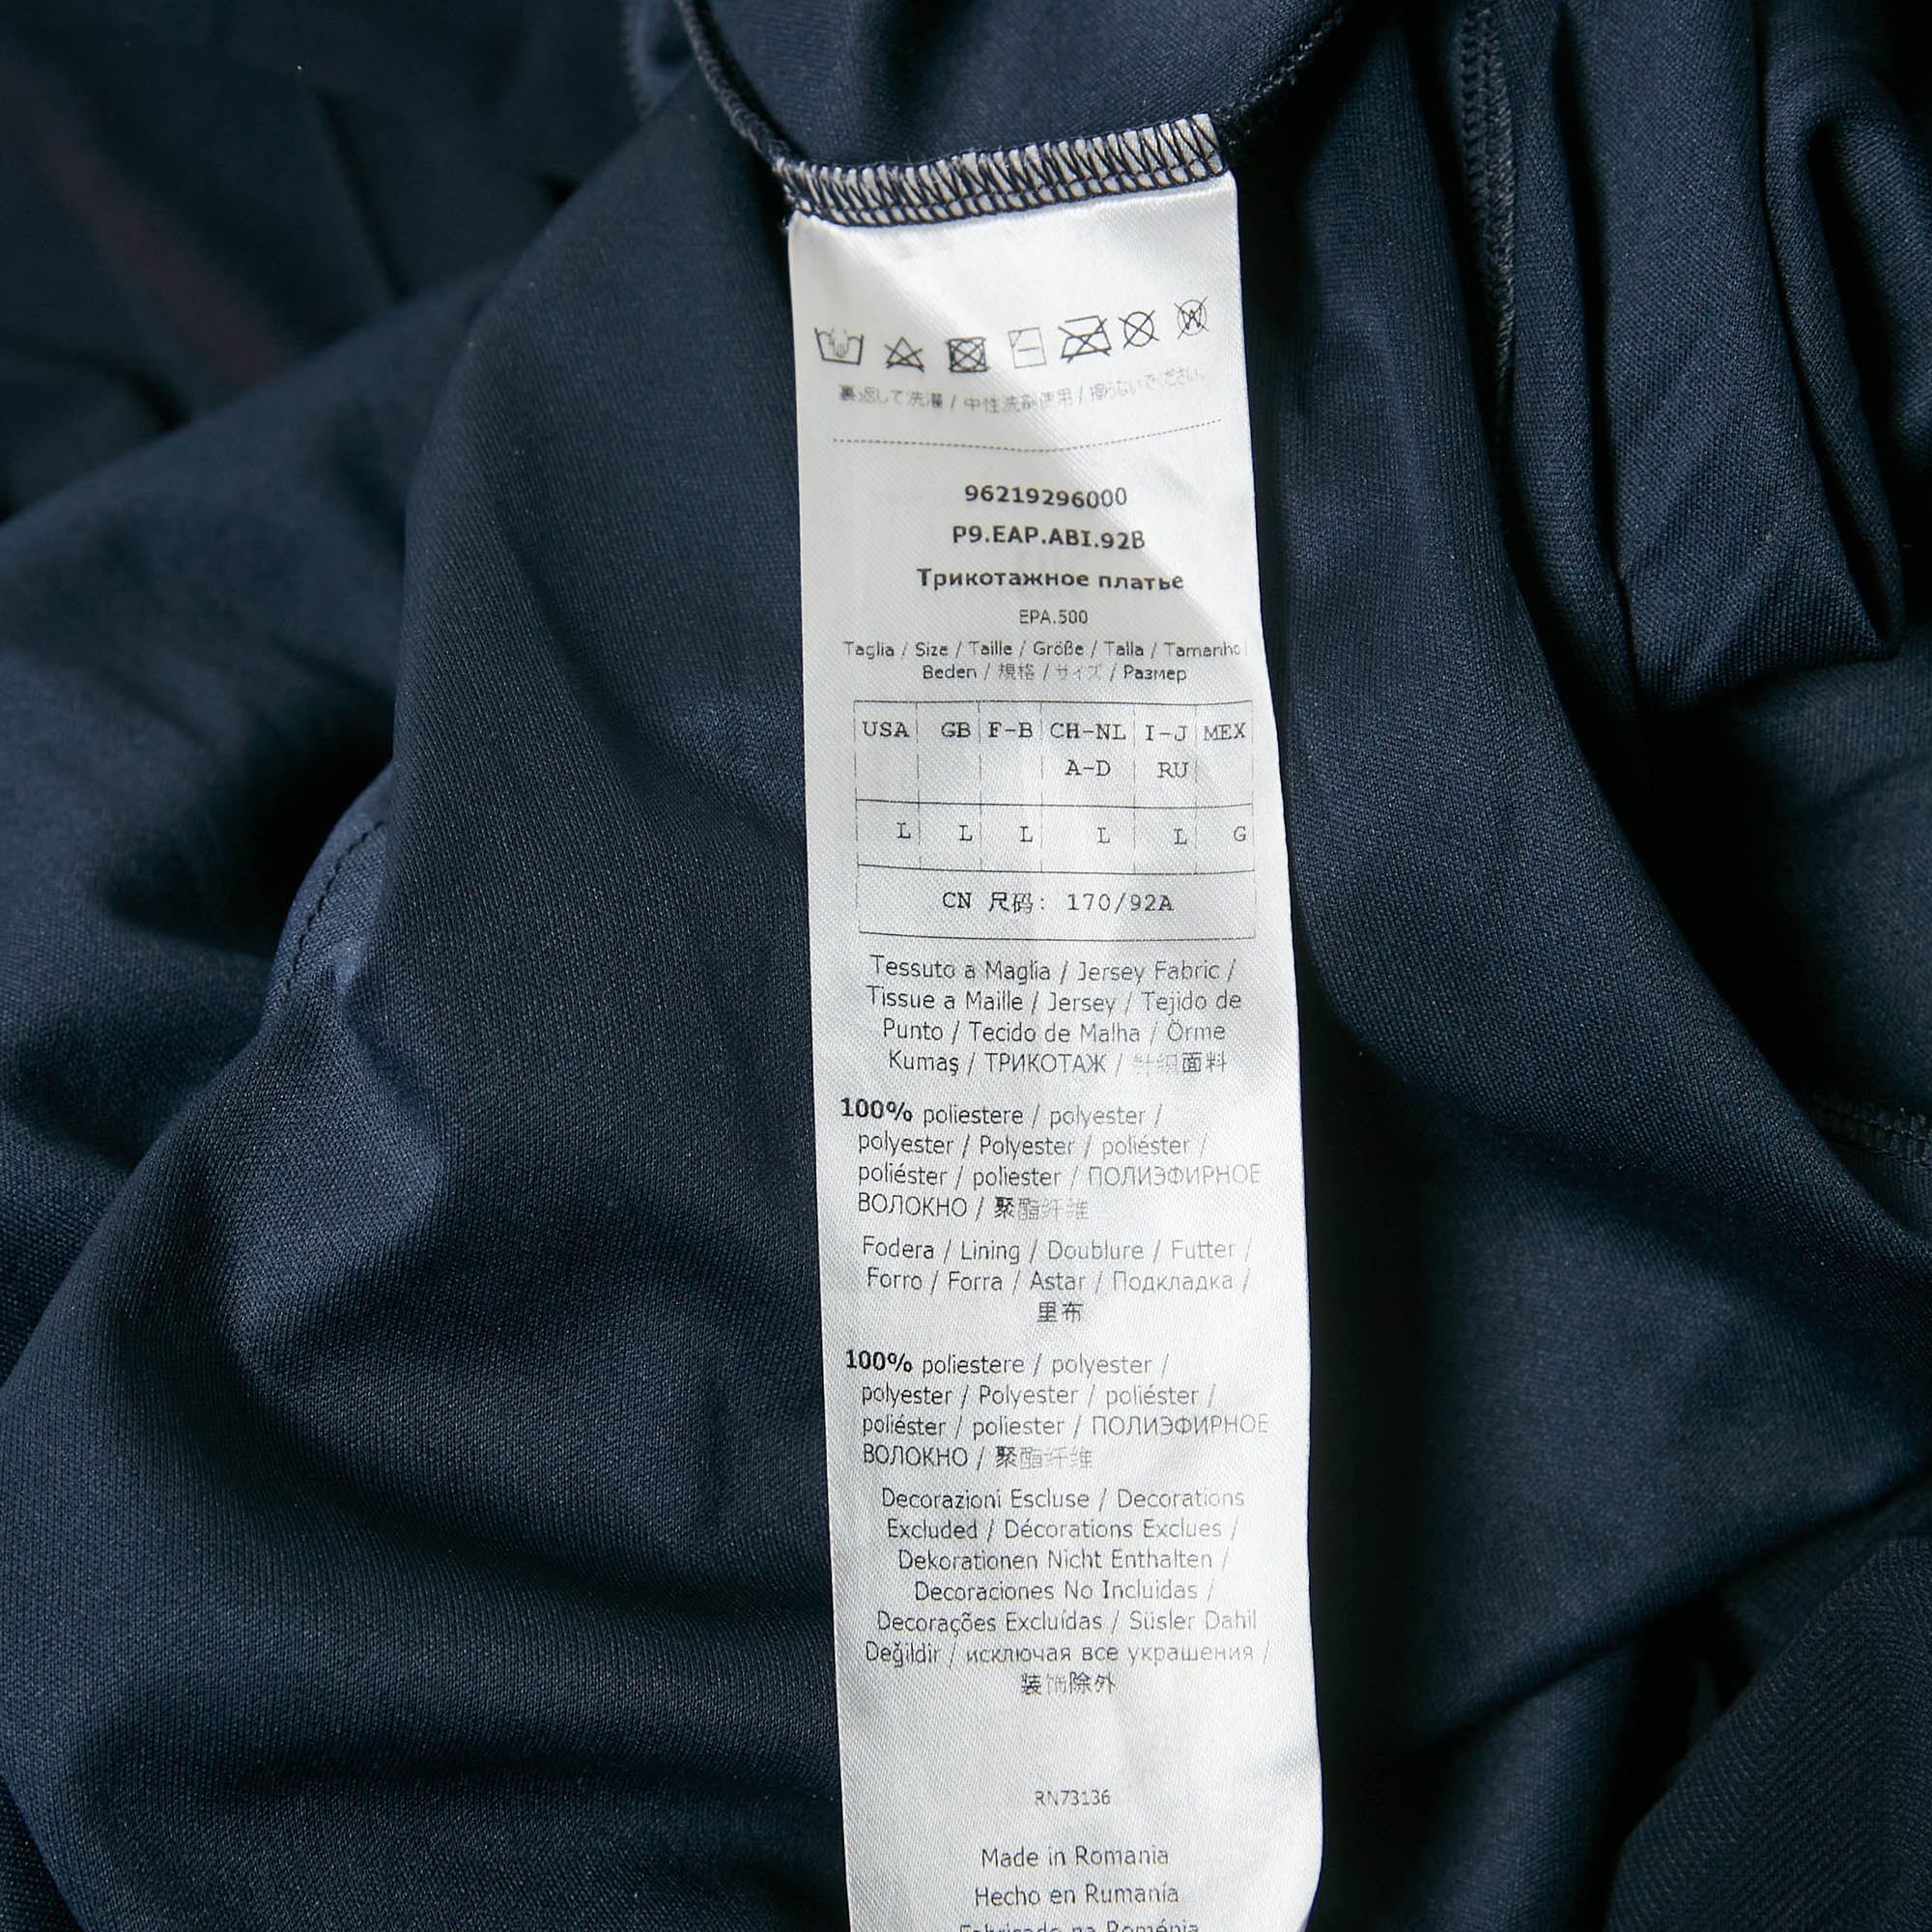 裏返して洗濯 / 中性洗剤使用 / 擦らないでください。
96219296000
P9.EAP.ABI.92B
Трикотажное платье
EPA.500
Taglia / Size / Taille / Größe / Talla / Tamanho
Beden / 規格 / サイズ / Размер
USA GB F-B CH-NL I-J MEX
A-D RU
L L L L L G
CN 尺码: 170/92A
Tessuto a Maglia / Jersey Fabric /
Tissue a Maille / Jersey / Tejido de
Punto / Tecido de Malha / Örme
Kumaş / ТРИКОТАЖ / 针织面料
100% poliestere / polyester /
polyester / Polyester / poliéster /
poliéster / poliester / ПОЛИЭФИРНОЕ
ВОЛОКНО / 聚酯纤维
Fodera / Lining / Doublure / Futter /
Forro / Forra / Astar / Подкладка /
里布
100% poliestere / polyester /
polyester / Polyester / poliéster /
poliéster / poliester / ПОЛИЭФИРНОЕ
ВОЛОКНО / 聚酯纤维
Decorazioni Escluse / Decorations
Excluded / Décorations Exclues /
Dekorationen Nicht Enthalten /
Decoraciones No Incluidas /
Decorações Excluídas / Süsler Dahil
Değildir / исключая все украшения /
装饰除外
RN73136
Made in Romania
Hecho en Rumanía
Fabricado na Roménia